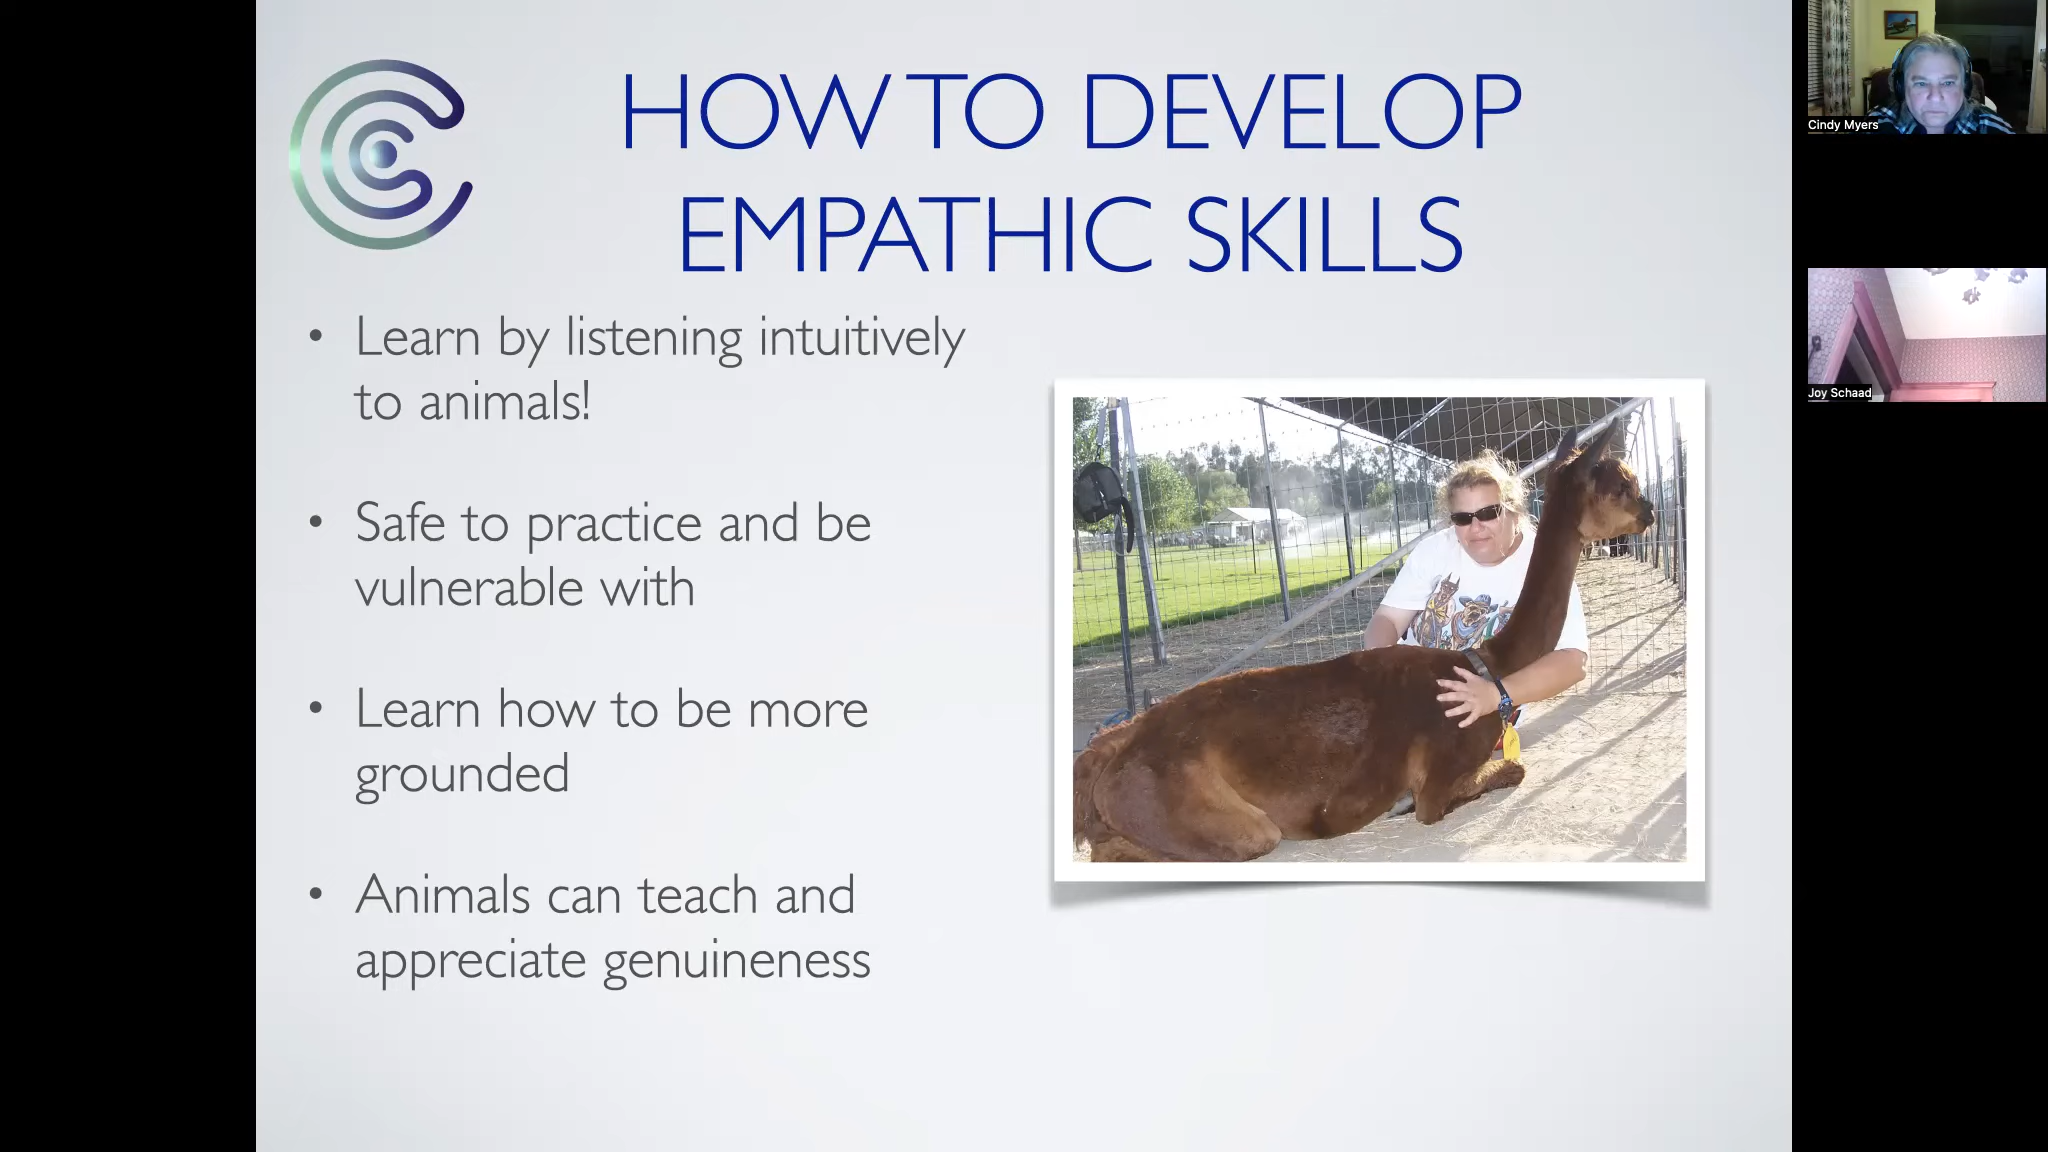 HOW TO DEVELOP
EMPATHIC SKILLS
• Learn by listening intuitively
to animals!
• Safe to practice and be
vulnerable with
• Learn how to be more
grounded
• Animals can teach and
appreciate genuineness
Cindy Myers
Joy Schaad